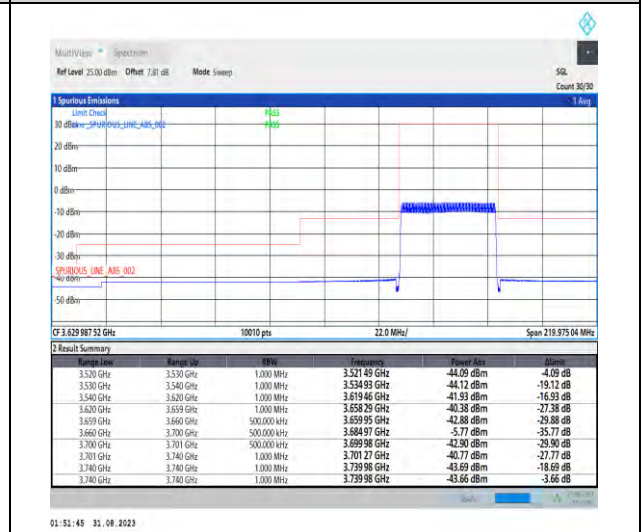 MultiView Spectrum
Ref Level 25.00 dBm Offset 7.81 dB Mode Sweep SGL
Count 30/30
1 Spurious Emissions 1 Avg
Limit Check PASS
30 dBm _SPURIOUS_LINE_ABS_002 PASS
20 dBm
10 dBm
0 dBm
-10 dBm
-20 dBm
-30 dBm
SPURIOUS_LINE_ABS_002
-40 dBm
-50 dBm
CF 3.629 987 52 GHz 10010 pts 22.0 MHz/ Span 219.975 04 MHz
2 Result Summary
Range Low Range Up RBW Frequency Power Abs ΔLimit
3.520 GHz 3.530 GHz 1.000 MHz 3.521 49 GHz -44.09 dBm -4.09 dB
3.530 GHz 3.540 GHz 1.000 MHz 3.534 93 GHz -44.12 dBm -19.12 dB
3.540 GHz 3.620 GHz 1.000 MHz 3.619 46 GHz -41.93 dBm -16.93 dB
3.620 GHz 3.659 GHz 1.000 MHz 3.658 29 GHz -40.38 dBm -27.38 dB
3.659 GHz 3.660 GHz 500.000 kHz 3.659 95 GHz -42.88 dBm -29.88 dB
3.660 GHz 3.700 GHz 500.000 kHz 3.684 97 GHz -5.77 dBm -35.77 dB
3.700 GHz 3.701 GHz 500.000 kHz 3.699 98 GHz -42.90 dBm -29.90 dB
3.701 GHz 3.740 GHz 1.000 MHz 3.701 27 GHz -40.77 dBm -27.77 dB
3.740 GHz 3.740 GHz 1.000 MHz 3.739 98 GHz -43.69 dBm -18.69 dB
3.740 GHz 3.740 GHz 1.000 MHz 3.739 98 GHz -43.66 dBm -3.66 dB
01:51:45 31.08.2023